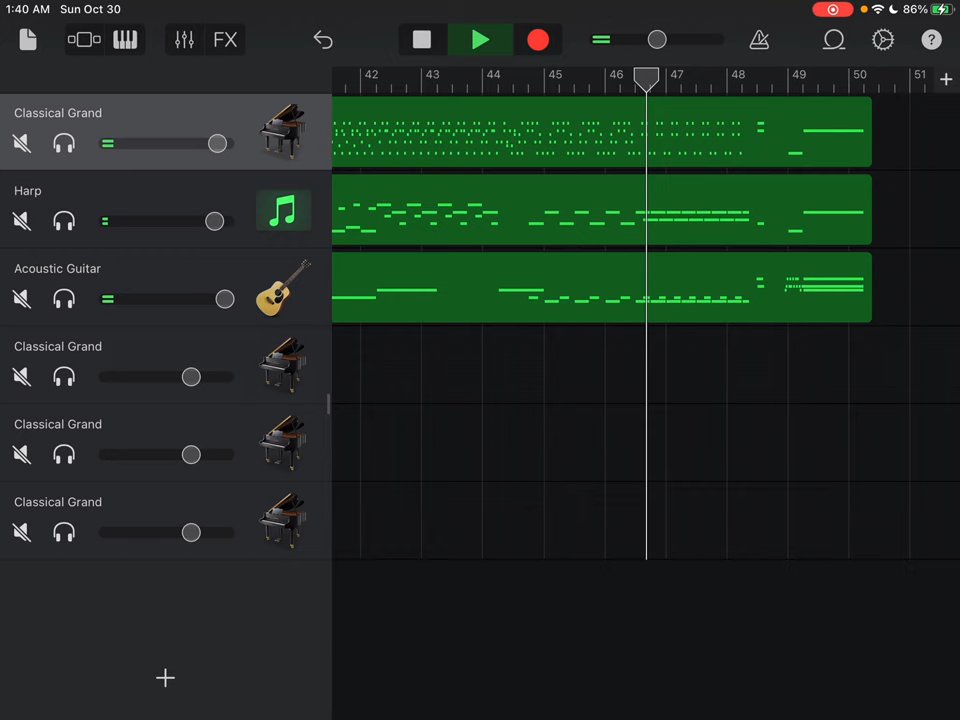 1:40 AM Sun Oct 30 86%
FX ?
42 43 44 45 46 47 48 49 50 51 +
Classical Grand
Harp
Acoustic Guitar
Classical Grand
Classical Grand
Classical Grand
+